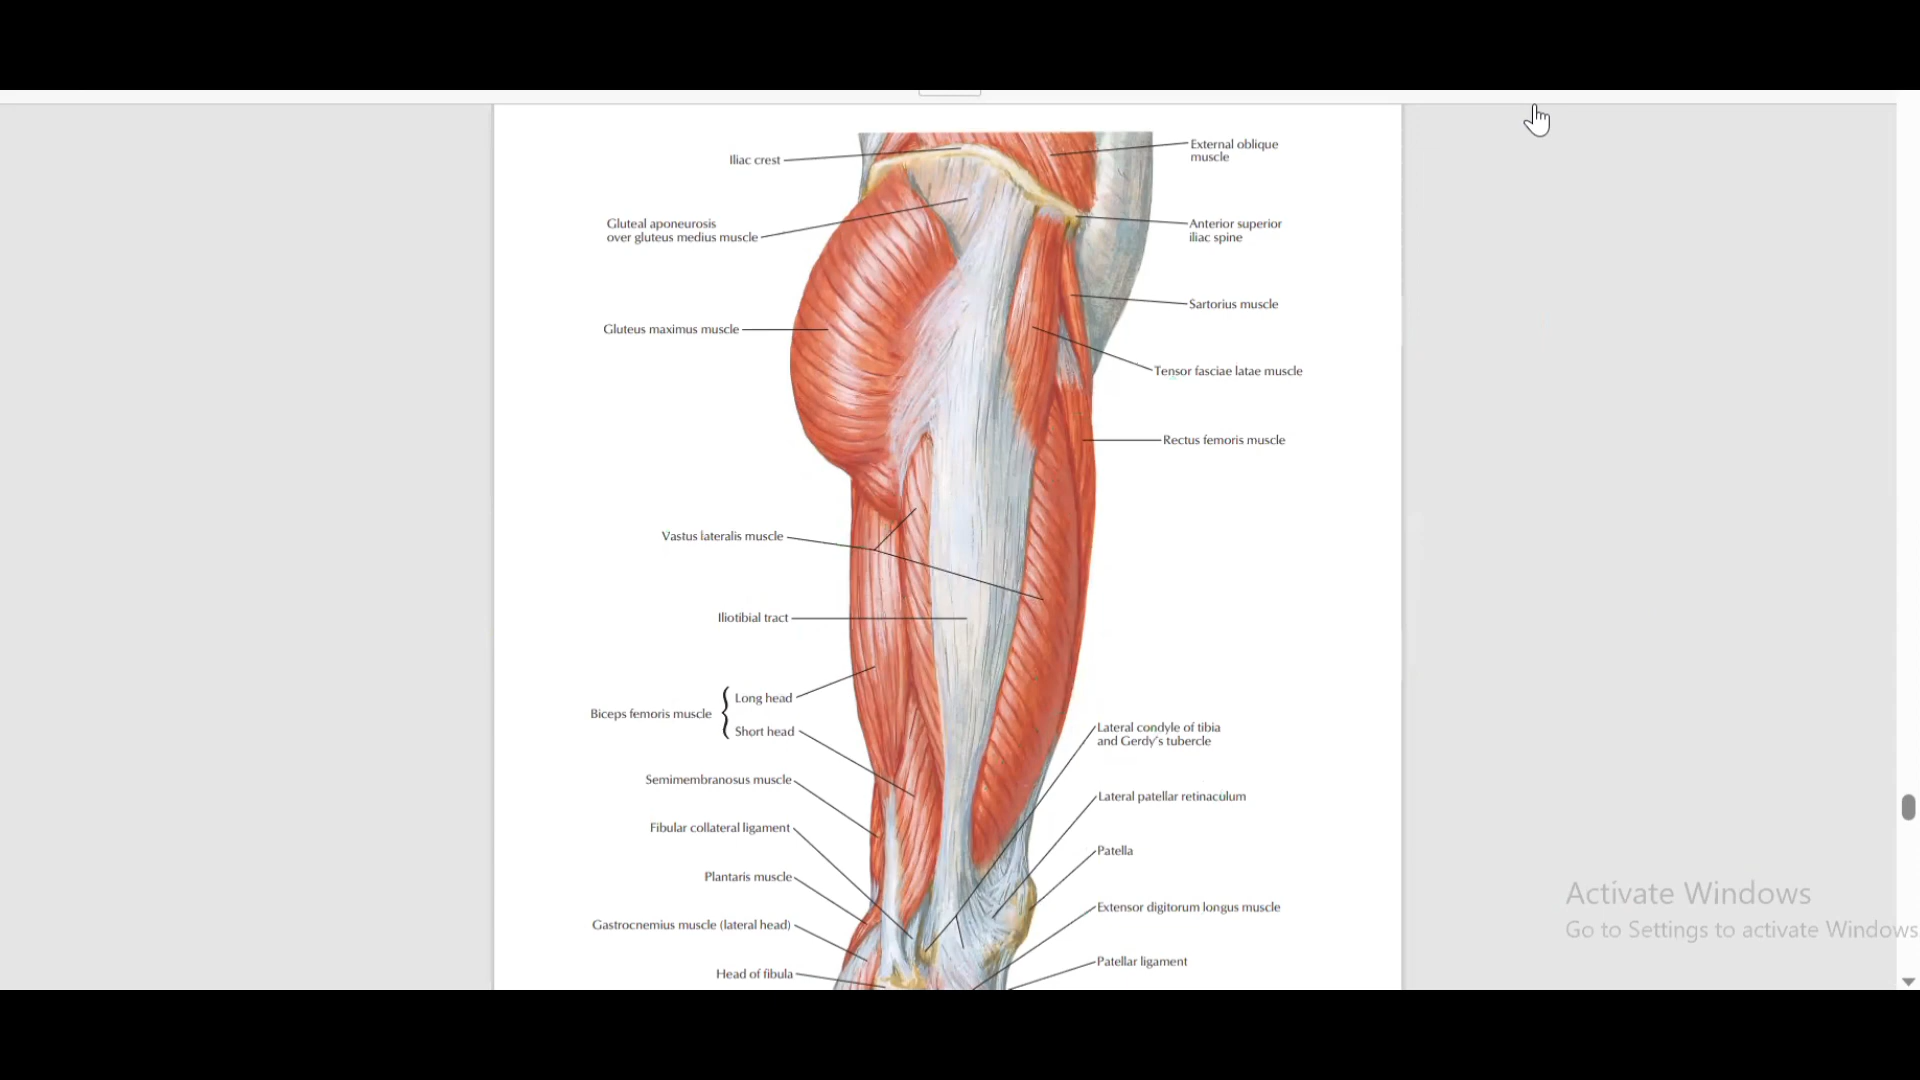 Iliac crest
External oblique
muscle
Gluteal aponeurosis
over gluteus medius muscle
Anterior superior
iliac spine
Sartorius muscle
Gluteus maximus muscle
Tensor fasciae latae muscle
Rectus femoris muscle
Vastus lateralis muscle
Iliotibial tract
Biceps femoris muscle
Long head
Short head
Lateral condyle of tibia
and Gerdy's tubercle
Semimembranosus muscle
Lateral patellar retinaculum
Fibular collateral ligament
Patella
Plantaris muscle
Extensor digitorum longus muscle
Gastrocnemius muscle (lateral head)
Patellar ligament
Head of fibula
Activate Windows
Go to Settings to activate Windows